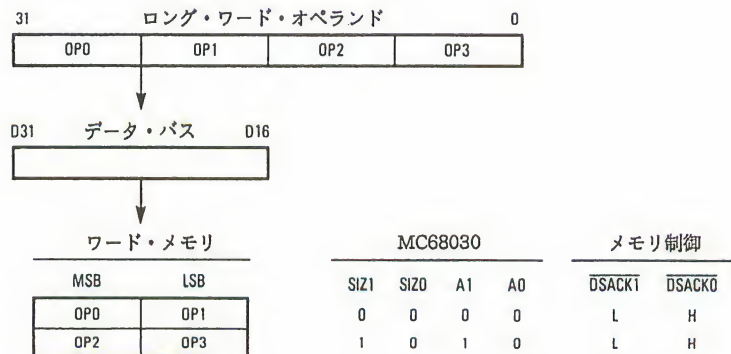 31 ロング・ワード・オペランド 0
OP0 OP1 OP2 OP3
D31 データ・バス D16
ワード・メモリ MC68030 メモリ制御
MSB LSB SIZ1 SIZ0 A1 A0 DSACK1 DSACK0
OP0 OP1 0 0 0 0 L H
OP2 OP3 1 0 1 0 L H